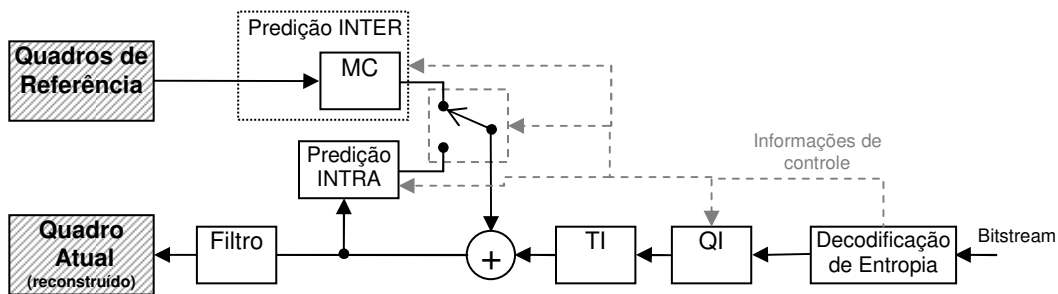 Predição INTER
Quadros de
Referência
MC
Informações de
controle
Predição
INTRA
Quadro
Atual
(reconstruído)
Filtro
+
TI
QI
Decodificação
de Entropia
Bitstream